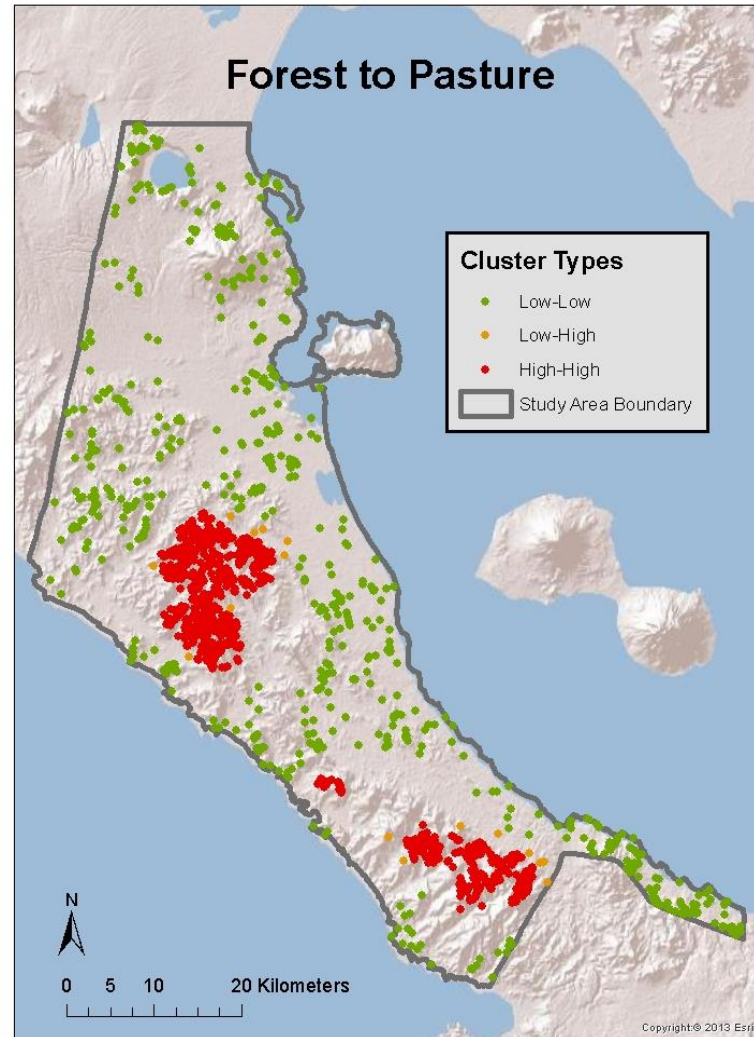 Forest to Pasture
Cluster Types
Low-Low
Low-High
High-High
Study Area Boundary
N
0 5 10 20 Kilometers
Copyright:© 2013 Esri